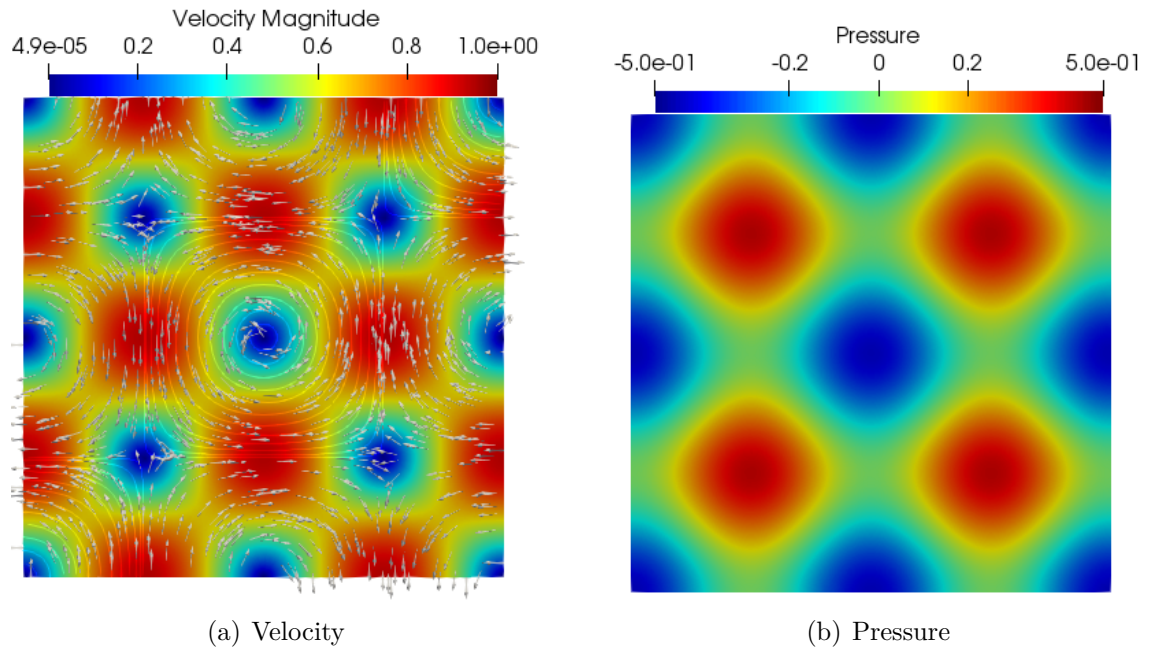 Velocity Magnitude
4.9e-05 0.2 0.4 0.6 0.8 1.0e+00
Pressure
-5.0e-01 -0.2 0 0.2 5.0e-01
(a) Velocity
(b) Pressure